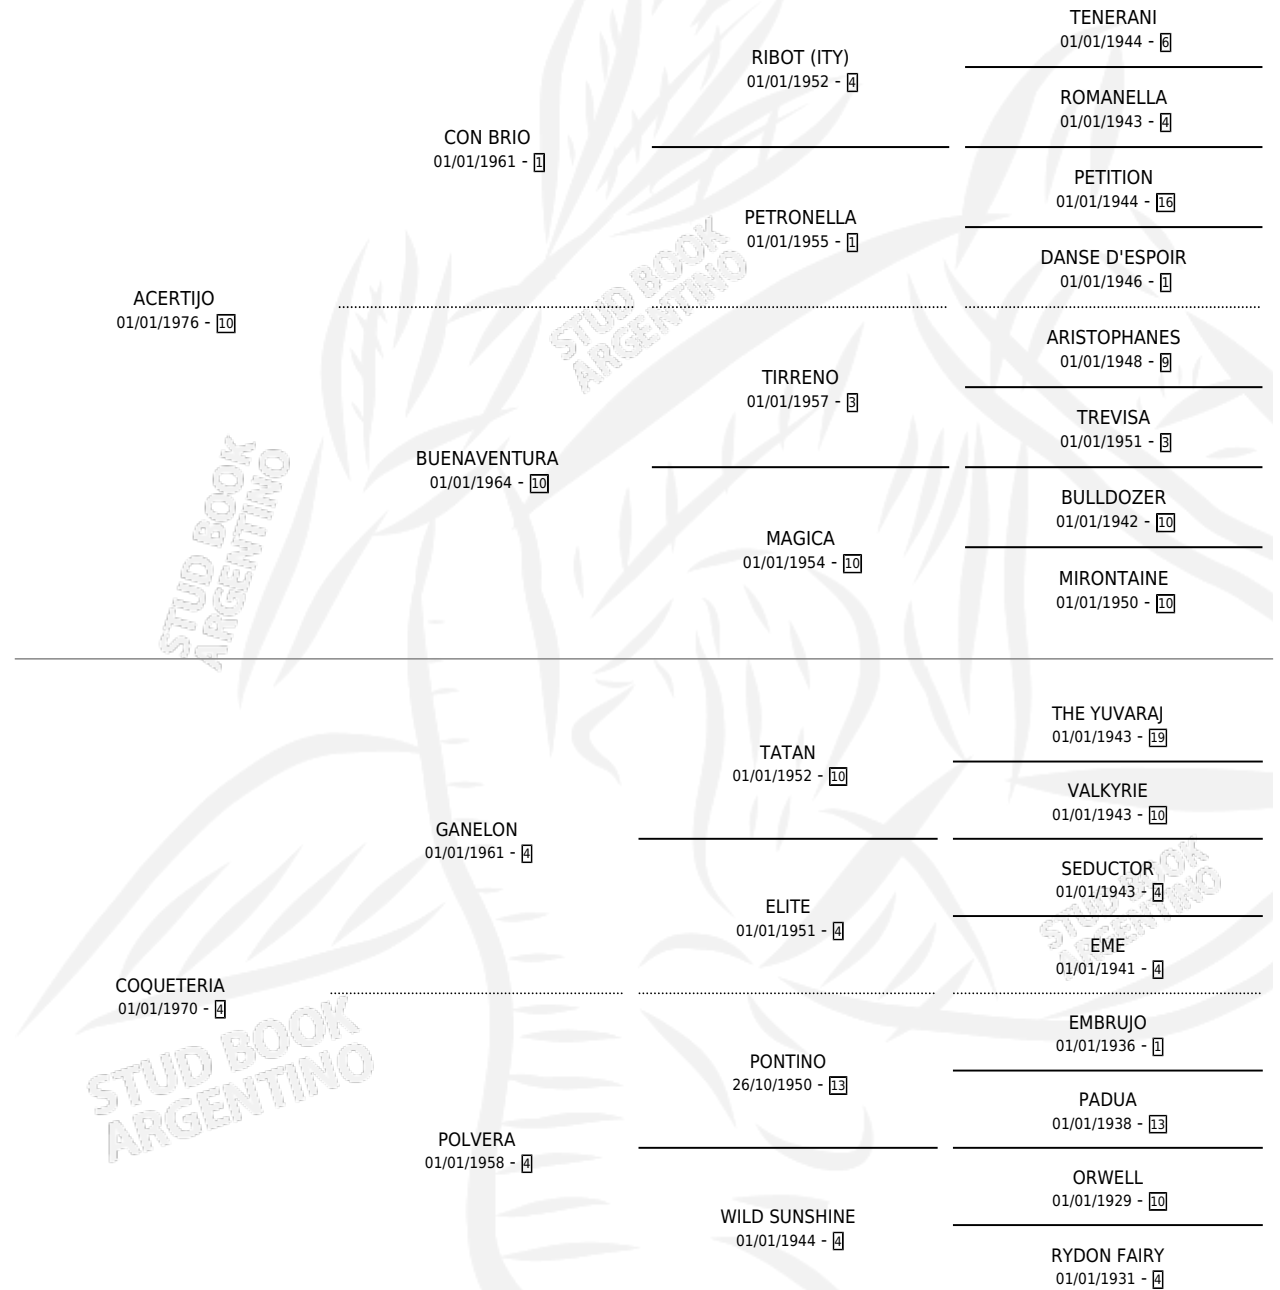 TENERANI
01/01/1944 - 6
RIBOT (ITY)
01/01/1952 - 4
ROMANELLA
01/01/1943 - 4
CON BRIO
01/01/1961 - 1
PETITION
01/01/1944 - 16
PETRONELLA
01/01/1955 - 1
DANSE D'ESPOIR
01/01/1946 - 1
ACERTIJO
01/01/1976 - 10
STUD BOOK
ARGENTINO
ARISTOPHANES
01/01/1948 - 9
TIRRENO
01/01/1957 - 3
TREVISA
01/01/1951 - 3
BUENAVENTURA
01/01/1964 - 10
BULLDOZER
01/01/1942 - 10
MAGICA
01/01/1954 - 10
MIRONTAINE
01/01/1950 - 10
STUD BOOK
ARGENTINO
THE YUVARAJ
01/01/1943 - 19
TATAN
01/01/1952 - 10
VALKYRIE
01/01/1943 - 10
GANELON
01/01/1961 - 4
SEDUCTOR
01/01/1943 - 4
ELITE
01/01/1951 - 4
STUD BOOK
ARGENTINO
EME
01/01/1941 - 4
COQUETERIA
01/01/1970 - 4
STUD BOOK
ARGENTINO
EMBRUJO
01/01/1936 - 1
PONTINO
26/10/1950 - 13
PADUA
01/01/1938 - 13
POLVERA
01/01/1958 - 4
ORWELL
01/01/1929 - 10
WILD SUNSHINE
01/01/1944 - 4
RYDON FAIRY
01/01/1931 - 4